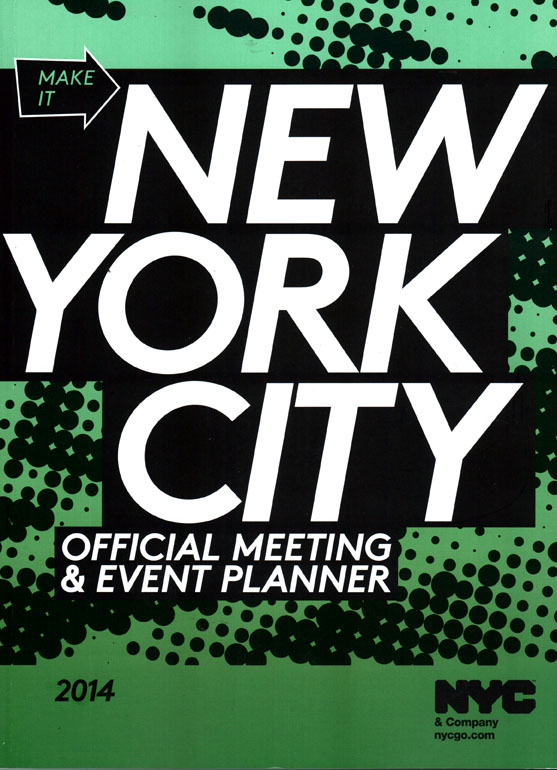 MAKE
IT
NEW
YORK
CITY
OFFICIAL MEETING
& EVENT PLANNER
2014
NYC
& Company
nycgo.com